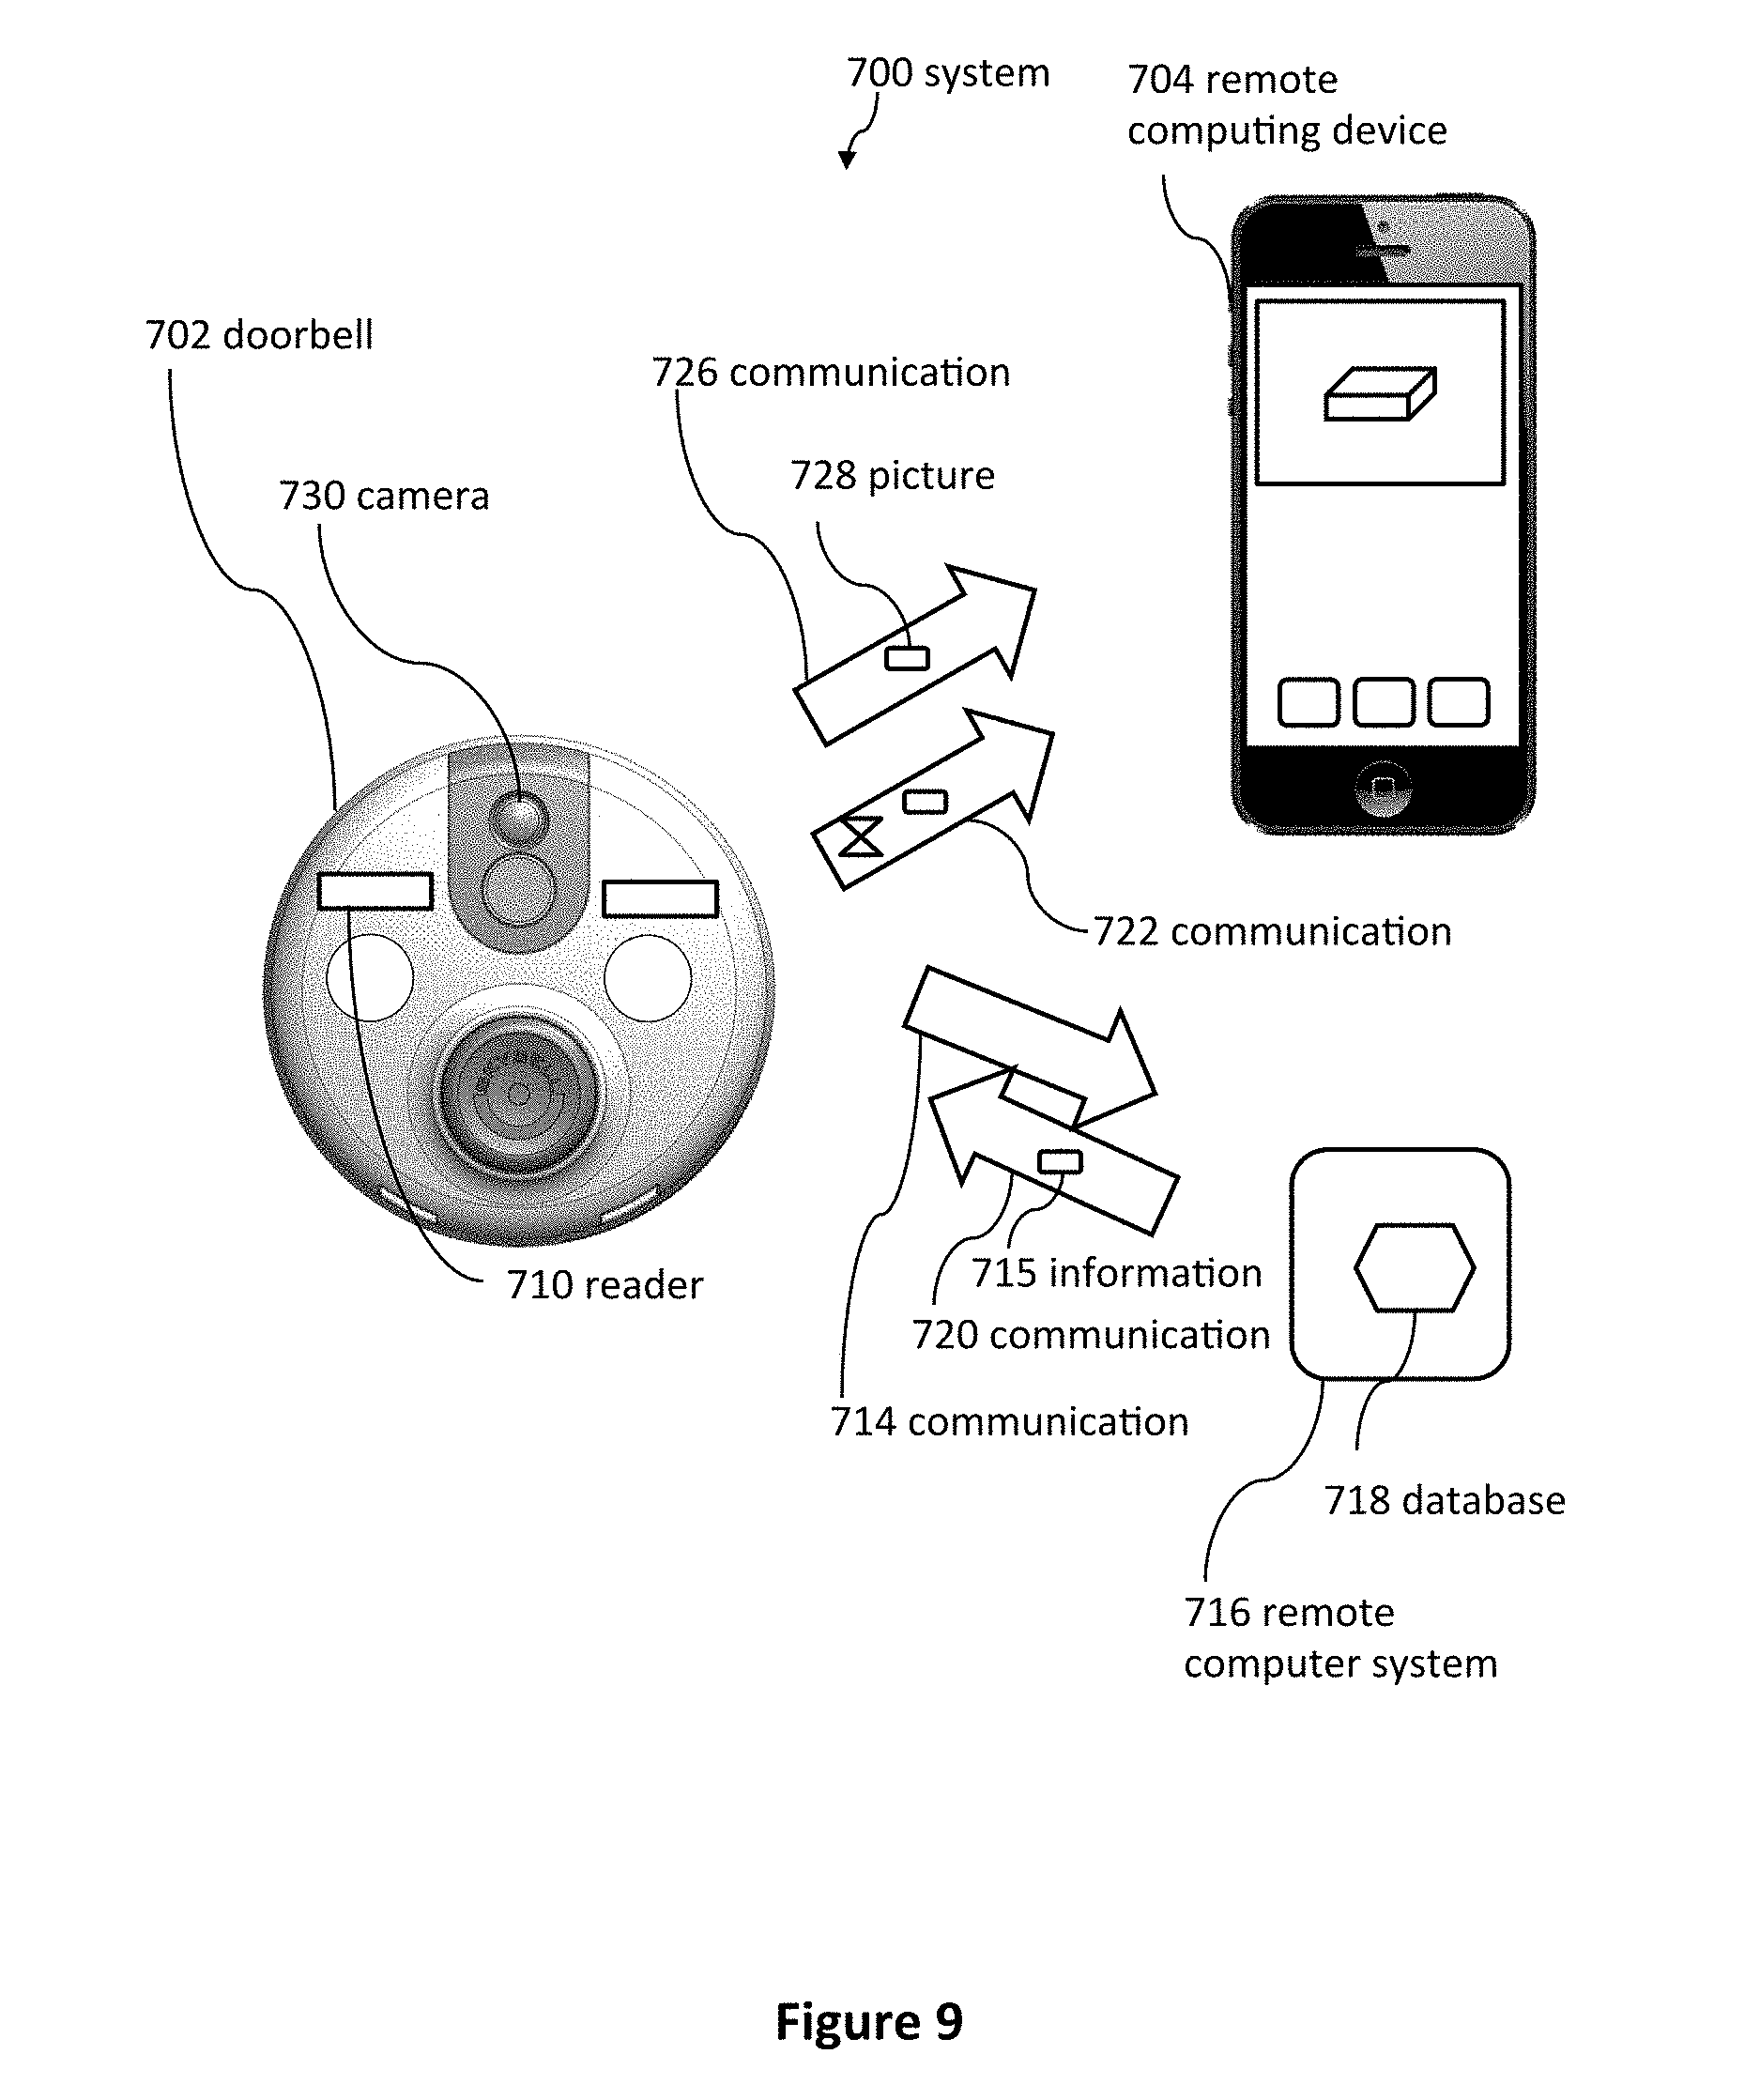 700 system
704 remote
computing device
702 doorbell
726 communication
728 picture
730 camera
722 communication
715 information
710 reader
720 communication
714 communication
718 database
716 remote
computer system
Figure 9